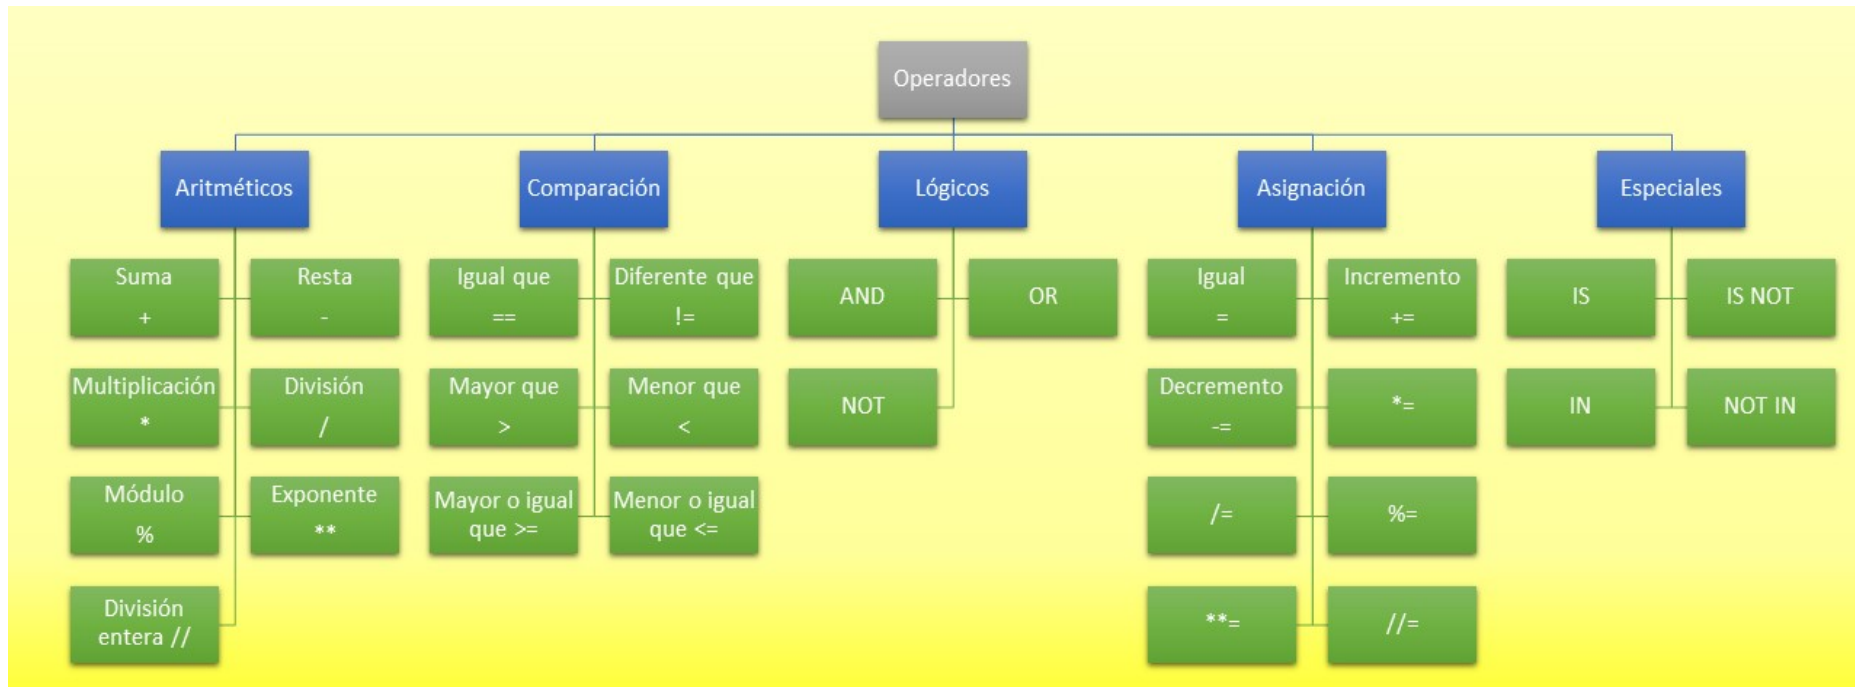 Operadores
Aritméticos
Comparación
Lógicos
Asignación
Especiales
Suma
+
Resta
-
Multiplicación
*
División
/
Módulo
%
Exponente
**
División
entera //
Igual que
==
Diferente que
!=
Mayor que
>
Menor que
<
Mayor o igual
que >=
Menor o igual
que <=
AND
OR
NOT
Igual
=
Incremento
+=
Decremento
-=
*=
/=
%=
**=
//=
IS
IS NOT
IN
NOT IN